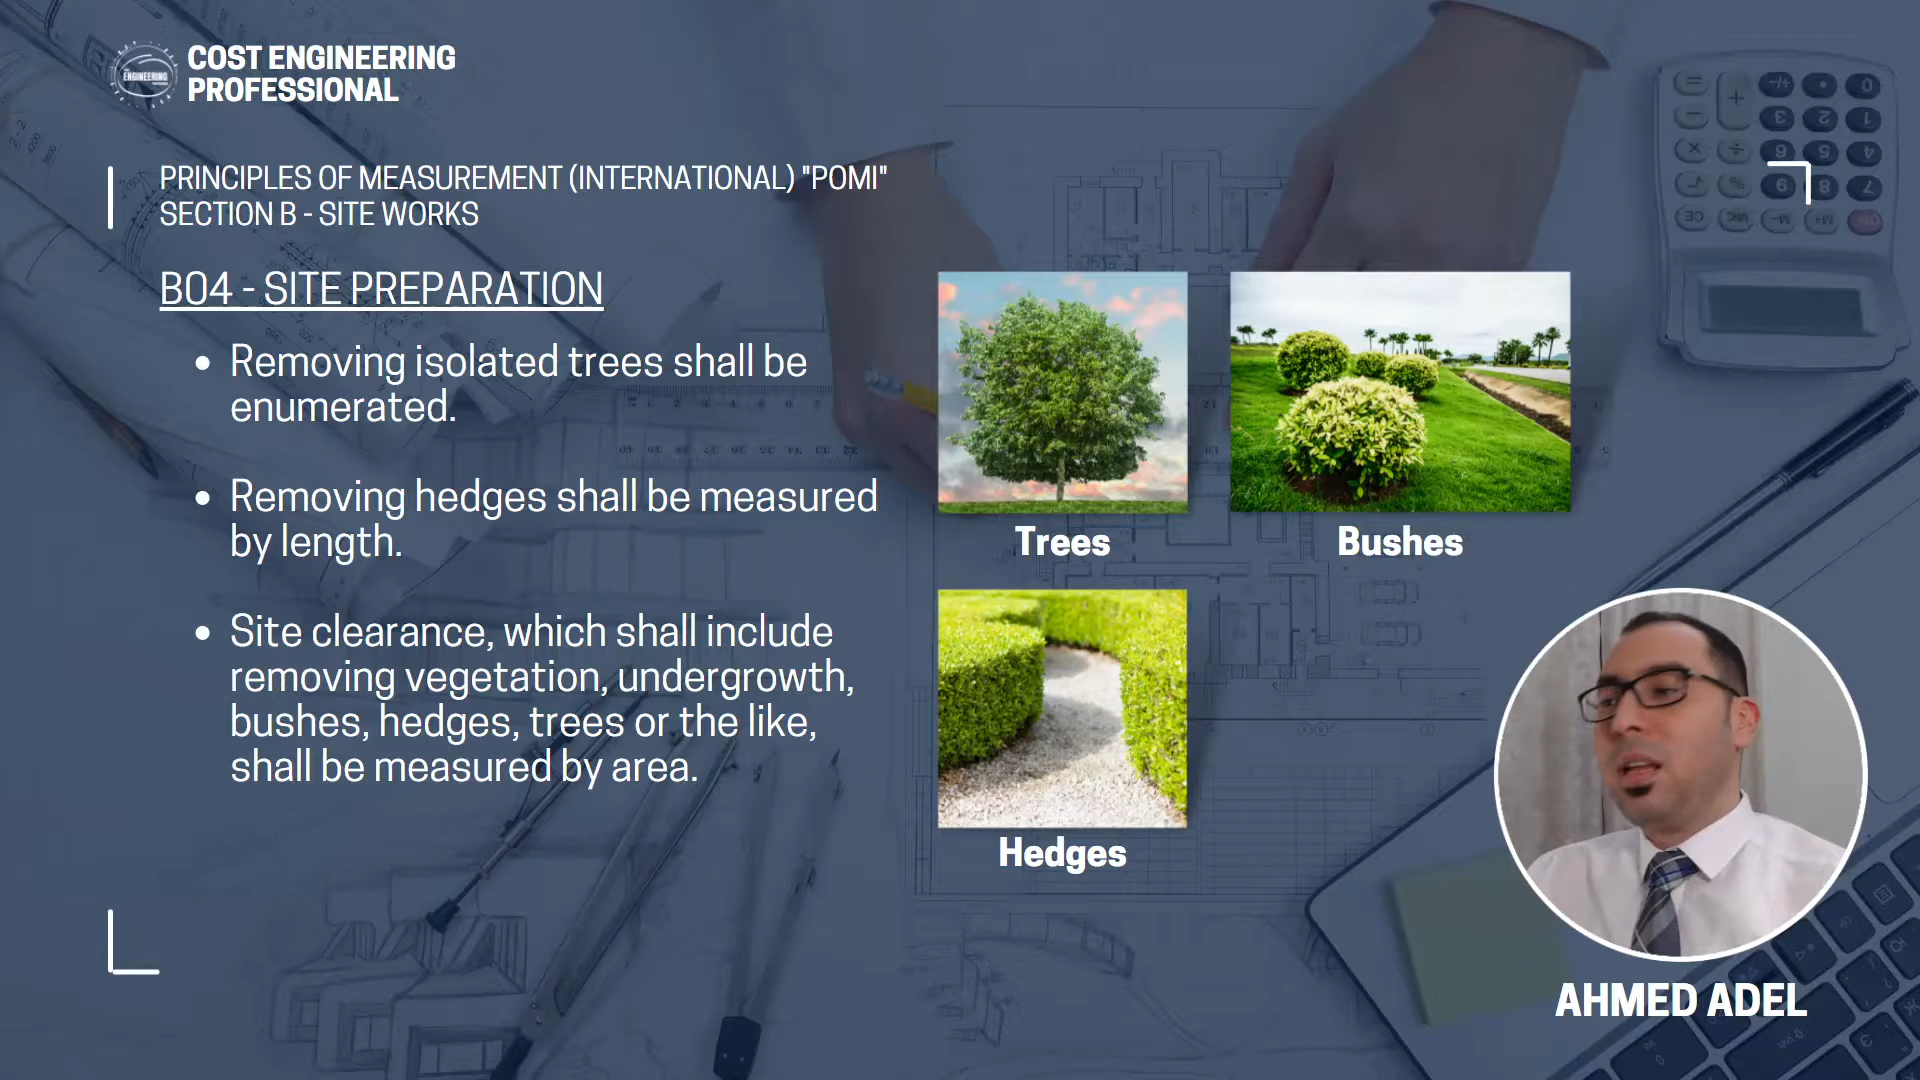 COST ENGINEERING
PROFESSIONAL
ENGINEERING
PRINCIPLES OF MEASUREMENT (INTERNATIONAL) "POMI"
SECTION B - SITE WORKS
B04 - SITE PREPARATION
• Removing isolated trees shall be
enumerated.
• Removing hedges shall be measured
by length.
• Site clearance, which shall include
removing vegetation, undergrowth,
bushes, hedges, trees or the like,
shall be measured by area.
Trees
Bushes
Hedges
AHMED ADEL